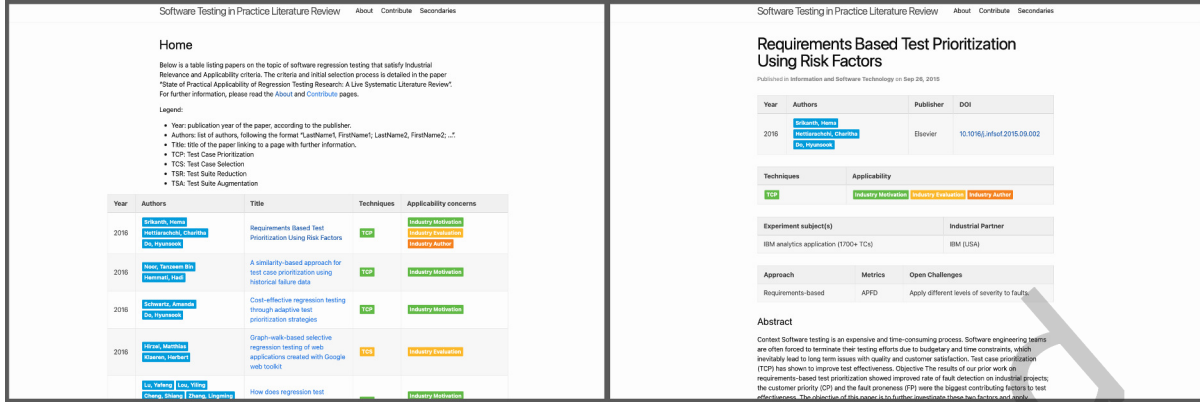 Software Testing in Practice Literature Review About Contribute Secondaries
Home
Below is a table listing papers on the topic of software regression testing that satisfy Industrial
Relevance and Applicability criteria. The criteria and initial selection process is detailed in the paper
"State of Practical Applicability of Regression Testing Research: A Live Systematic Literature Review".
For further information, please read the About and Contribute pages.
Legend:
• Year: publication year of the paper, according to the publisher.
• Authors: list of authors, following the format "LastName1, FirstName1; LastName2, FirstName2; ...".
• Title: title of the paper linking to a page with further information.
• TCP: Test Case Prioritization
• TCS: Test Case Selection
• TSR: Test Suite Reduction
• TSA: Test Suite Augmentation
Year Authors Title Techniques Applicability concerns
Srikanth, Hema Industry Motivation
2016 Hettiarachchi, Charitha Requirements Based Test TCP Industry Evaluation
Do, Hyunsook Prioritization Using Risk Factors Industry Author
A similarity-based approach for
2016 Noor, Tanzeem Bin test case prioritization using TCP Industry Motivation
Hemmati, Hadi historical failure data
Cost-effective regression testing
2016 Schwartz, Amanda through adaptive test TCP Industry Motivation
Do, Hyunsook prioritization strategies
Graph-walk-based selective
2016 Hirzel, Matthias regression testing of web TCS Industry Evaluation
Klaeren, Herbert applications created with Google
web toolkit
Lu, Yafeng Lou, Yiling
Cheng, Shiang Zhang, Lingming How does regression test TCP Industry Motivation
Software Testing in Practice Literature Review About Contribute Secondaries
Requirements Based Test Prioritization
Using Risk Factors
Published in Information and Software Technology on Sep 26, 2015
Year Authors Publisher DOI
Srikanth, Hema
2016 Hettiarachchi, Charitha Elsevier 10.1016/j.infsof.2015.09.002
Do, Hyunsook
Techniques Applicability
TCP Industry Motivation Industry Evaluation Industry Author
Experiment subject(s) Industrial Partner
IBM analytics application (1700+ TCs) IBM (USA)
Approach Metrics Open Challenges
Requirements-based APFD Apply different levels of severity to faults.
Abstract
Context Software testing is an expensive and time-consuming process. Software engineering teams
are often forced to terminate their testing efforts due to budgetary and time constraints, which
inevitably lead to long term issues with quality and customer satisfaction. Test case prioritization
(TCP) has shown to improve test effectiveness. Objective The results of our prior work on
requirements-based test prioritization showed improved rate of fault detection on industrial projects;
the customer priority (CP) and the fault proneness (FP) were the biggest contributing factors to test
effectiveness. The objective of this paper is to further investigate these two factors and apply